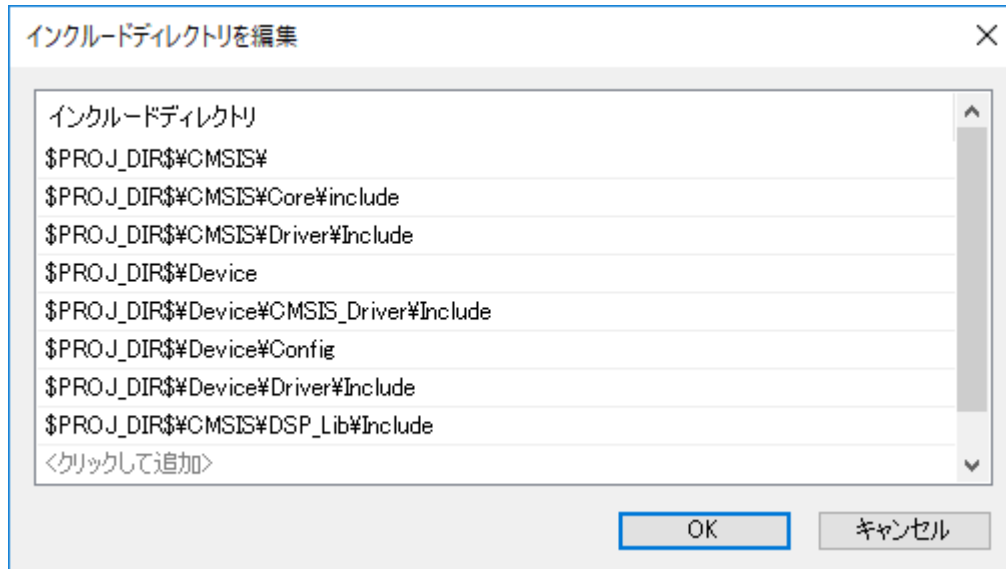 インクルードディレクトリを編集
インクルードディレクトリ
$PROJ_DIR$¥CMSIS¥
$PROJ_DIR$¥CMSIS¥Core¥include
$PROJ_DIR$¥CMSIS¥Driver¥Include
$PROJ_DIR$¥Device
$PROJ_DIR$¥Device¥CMSIS_Driver¥Include
$PROJ_DIR$¥Device¥Config
$PROJ_DIR$¥Device¥Driver¥Include
$PROJ_DIR$¥CMSIS¥DSP_Lib¥Include
<クリックして追加>
OK キャンセル